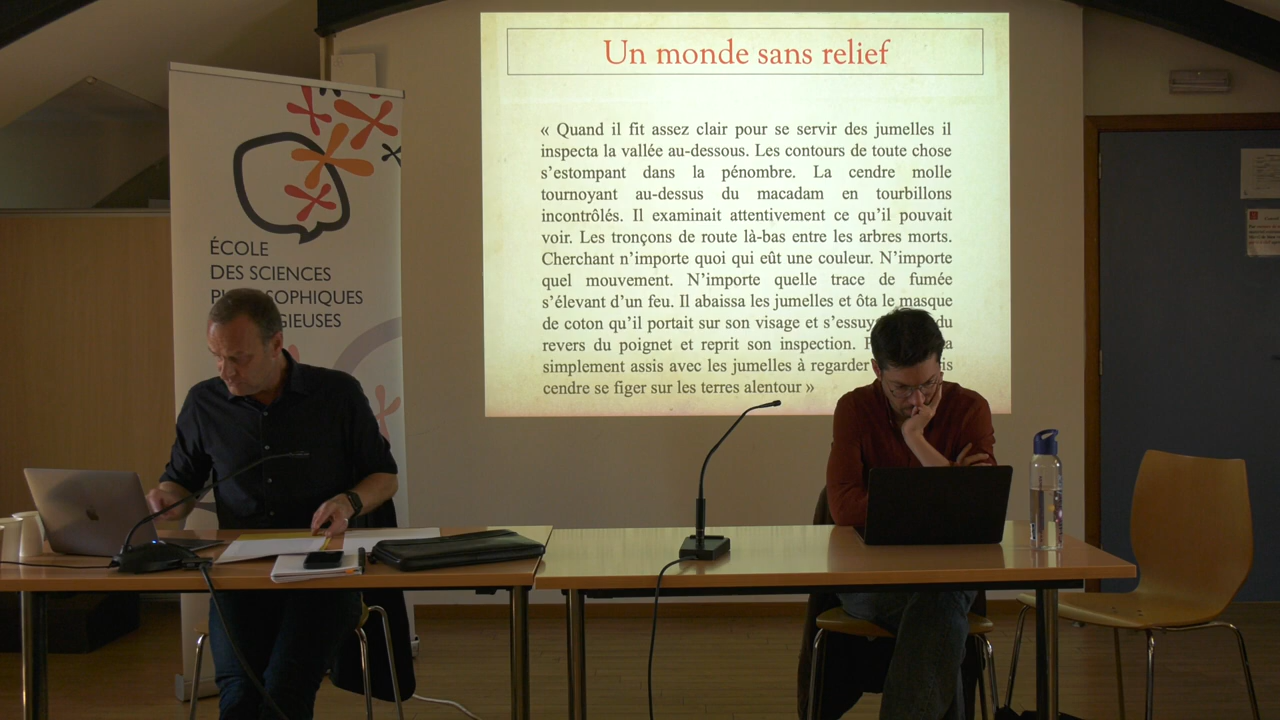 Un monde sans relief
« Quand il fit assez clair pour se servir des jumelles il
inspecta la vallée au-dessous. Les contours de toute chose
s’estompant dans la pénombre. La cendre molle
tournoyant au-dessus du macadam en tourbillons
incontrôlés. Il examinait attentivement ce qu’il pouvait
voir. Les tronçons de route là-bas entre les arbres morts.
Cherchant n’importe quoi qui eût une couleur. N’importe
quel mouvement. N’importe quelle trace de fumée
s’élevant d’un feu. Il abaissa les jumelles et ôta le masque
de coton qu’il portait sur son visage et du
revers du poignet et reprit son inspection.
simplement assis avec les jumelles à regarder
cendre se figer sur les terres alentour »
ÉCOLE
DES SCIENCES